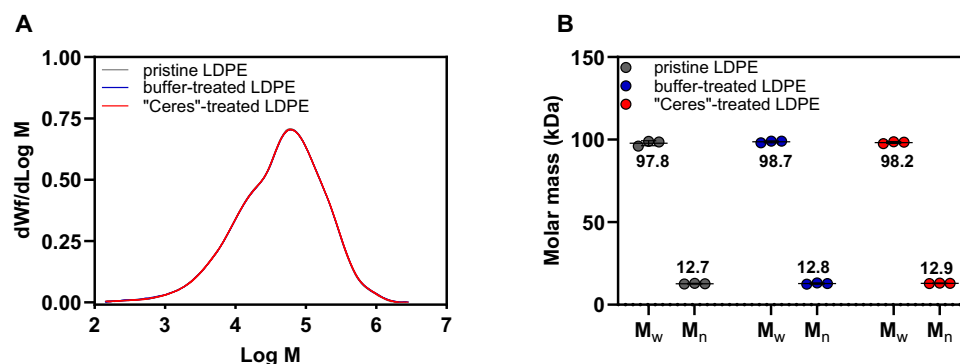 A
1.00
pristine LDPE
buffer-treated LDPE
"Ceres"-treated LDPE
0.75
0.50
0.25
0.00
dWf/dLog M
2 3 4 5 6 7
Log M
B
150
pristine LDPE
buffer-treated LDPE
"Ceres"-treated LDPE
100
97.8 98.7 98.2
50
12.7 12.8 12.9
0
Molar mass (kDa)
Mw Mn Mw Mn Mw Mn